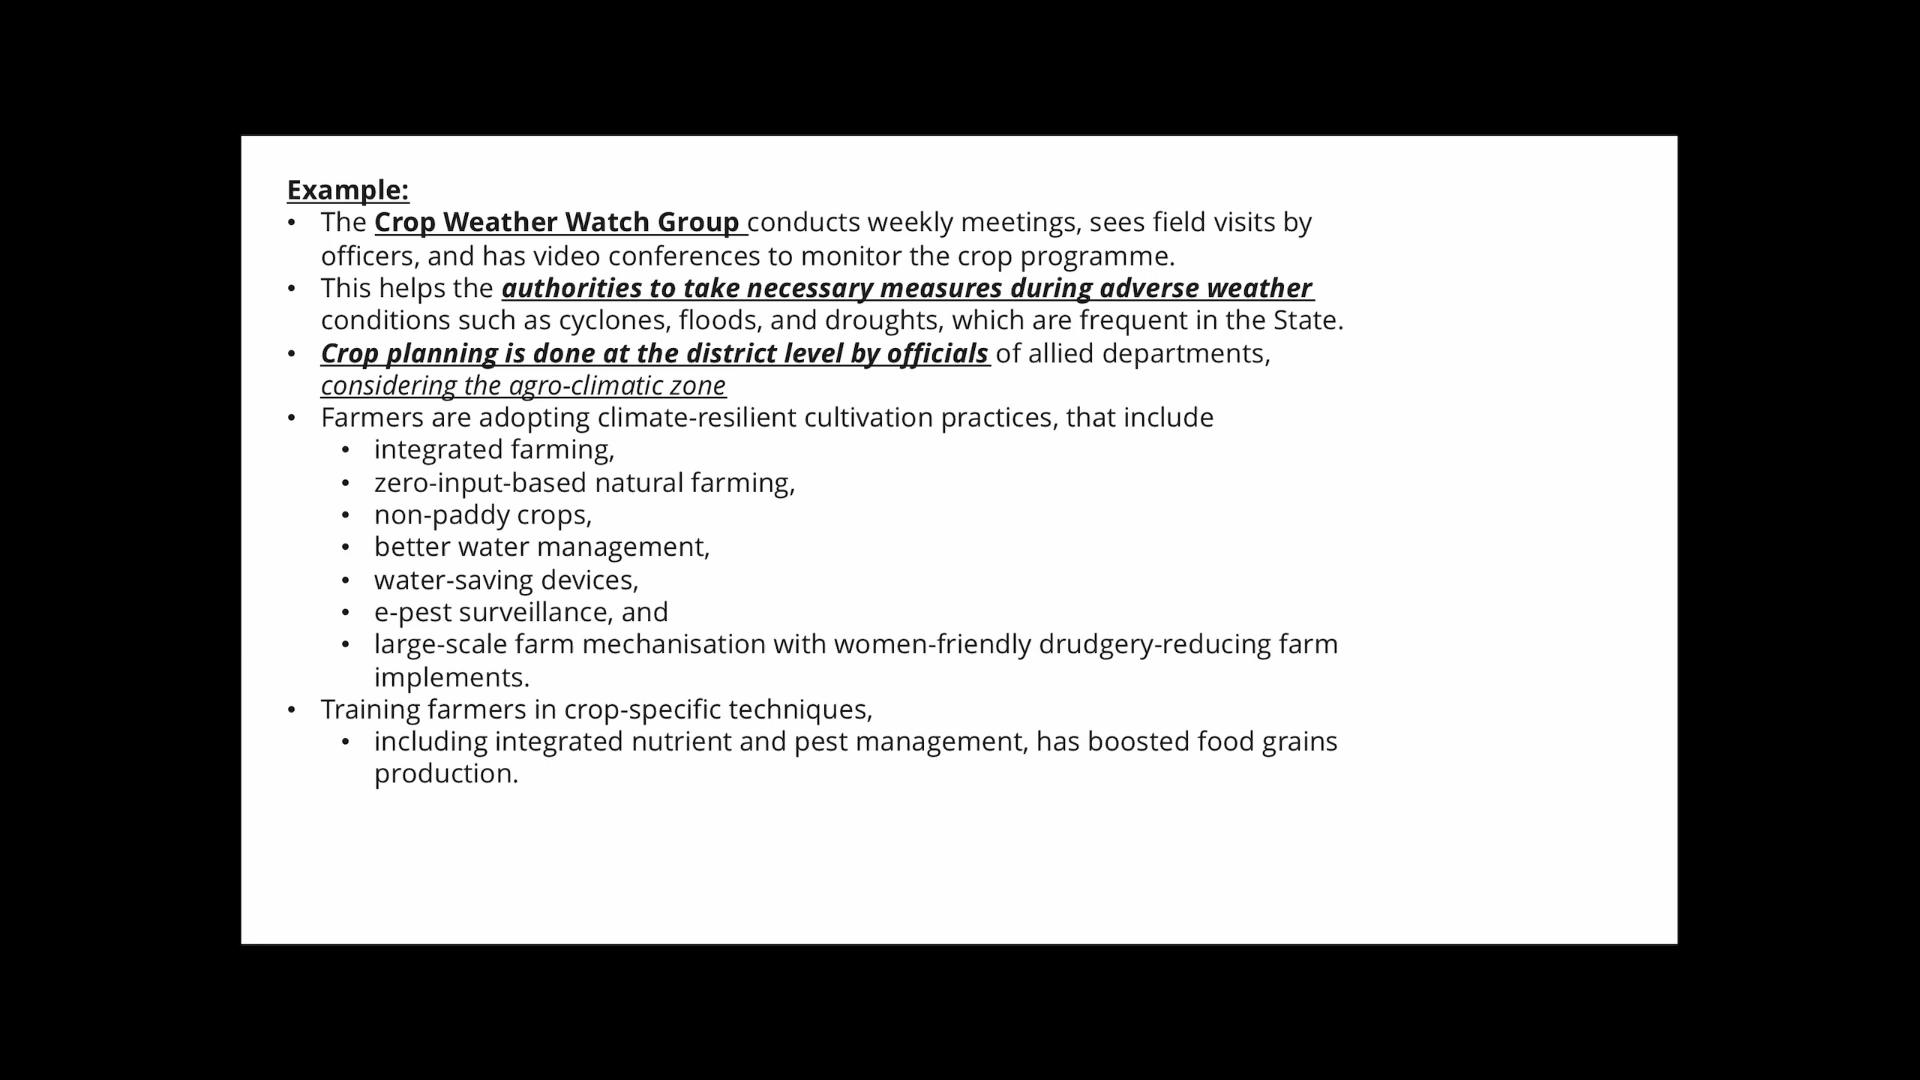 Example:
• The Crop Weather Watch Group conducts weekly meetings, sees field visits by
officers, and has video conferences to monitor the crop programme.
• This helps the authorities to take necessary measures during adverse weather
conditions such as cyclones, floods, and droughts, which are frequent in the State.
• Crop planning is done at the district level by officials of allied departments,
considering the agro-climatic zone
• Farmers are adopting climate-resilient cultivation practices, that include
• integrated farming,
• zero-input-based natural farming,
• non-paddy crops,
• better water management,
• water-saving devices,
• e-pest surveillance, and
• large-scale farm mechanisation with women-friendly drudgery-reducing farm
implements.
• Training farmers in crop-specific techniques,
• including integrated nutrient and pest management, has boosted food grains
production.